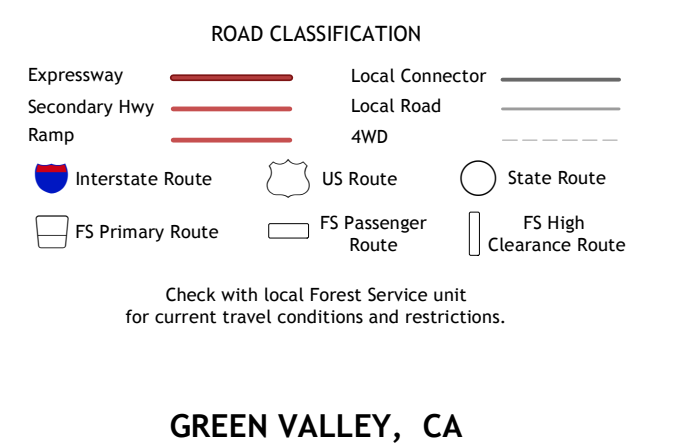 ROAD CLASSIFICATION
Expressway
Local Connector
Secondary Hwy
Local Road
Ramp
4WD
Interstate Route
US Route
State Route
FS Primary Route
FS Passenger
Route
FS High
Clearance Route
Check with local Forest Service unit
for current travel conditions and restrictions.
GREEN VALLEY, CA